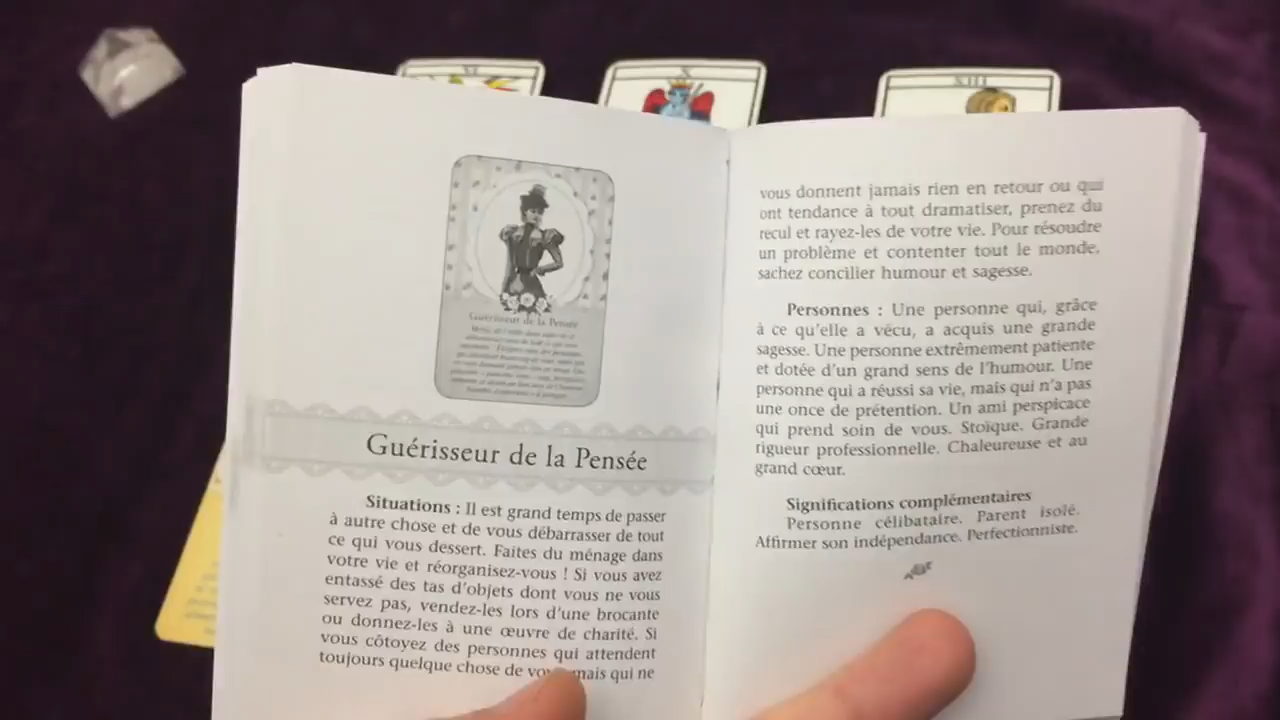 VI
X
XIII
Guérisseur de la Pensée
Guérisseur de la Pensée
Situations : Il est grand temps de passer
à autre chose et de vous débarrasser de tout
ce qui vous dessert. Faites du ménage dans
votre vie et réorganisez-vous ! Si vous avez
entassé des tas d'objets dont vous ne vous
servez pas, vendez-les lors d'une brocante
ou donnez-les à une œuvre de charité. Si
vous côtoyez des personnes qui attendent
toujours quelque chose de mais qui ne
vous donnent jamais rien en retour ou qui
ont tendance à tout dramatiser, prenez du
recul et rayez-les de votre vie. Pour résoudre
un problème et contenter tout le monde,
sachez concilier humour et sagesse.
Personnes : Une personne qui, grâce
à ce qu'elle a vécu, a acquis une grande
sagesse. Une personne extrêmement patiente
et dotée d'un grand sens de l'humour. Une
personne qui a réussi sa vie, mais qui n'a pas
une once de prétention. Un ami perspicace
qui prend soin de vous. Stoïque. Grande
rigueur professionnelle. Chaleureuse et au
grand cœur.
Significations complémentaires
Personne célibataire. Parent isolé.
Affirmer son indépendance. Perfectionniste.